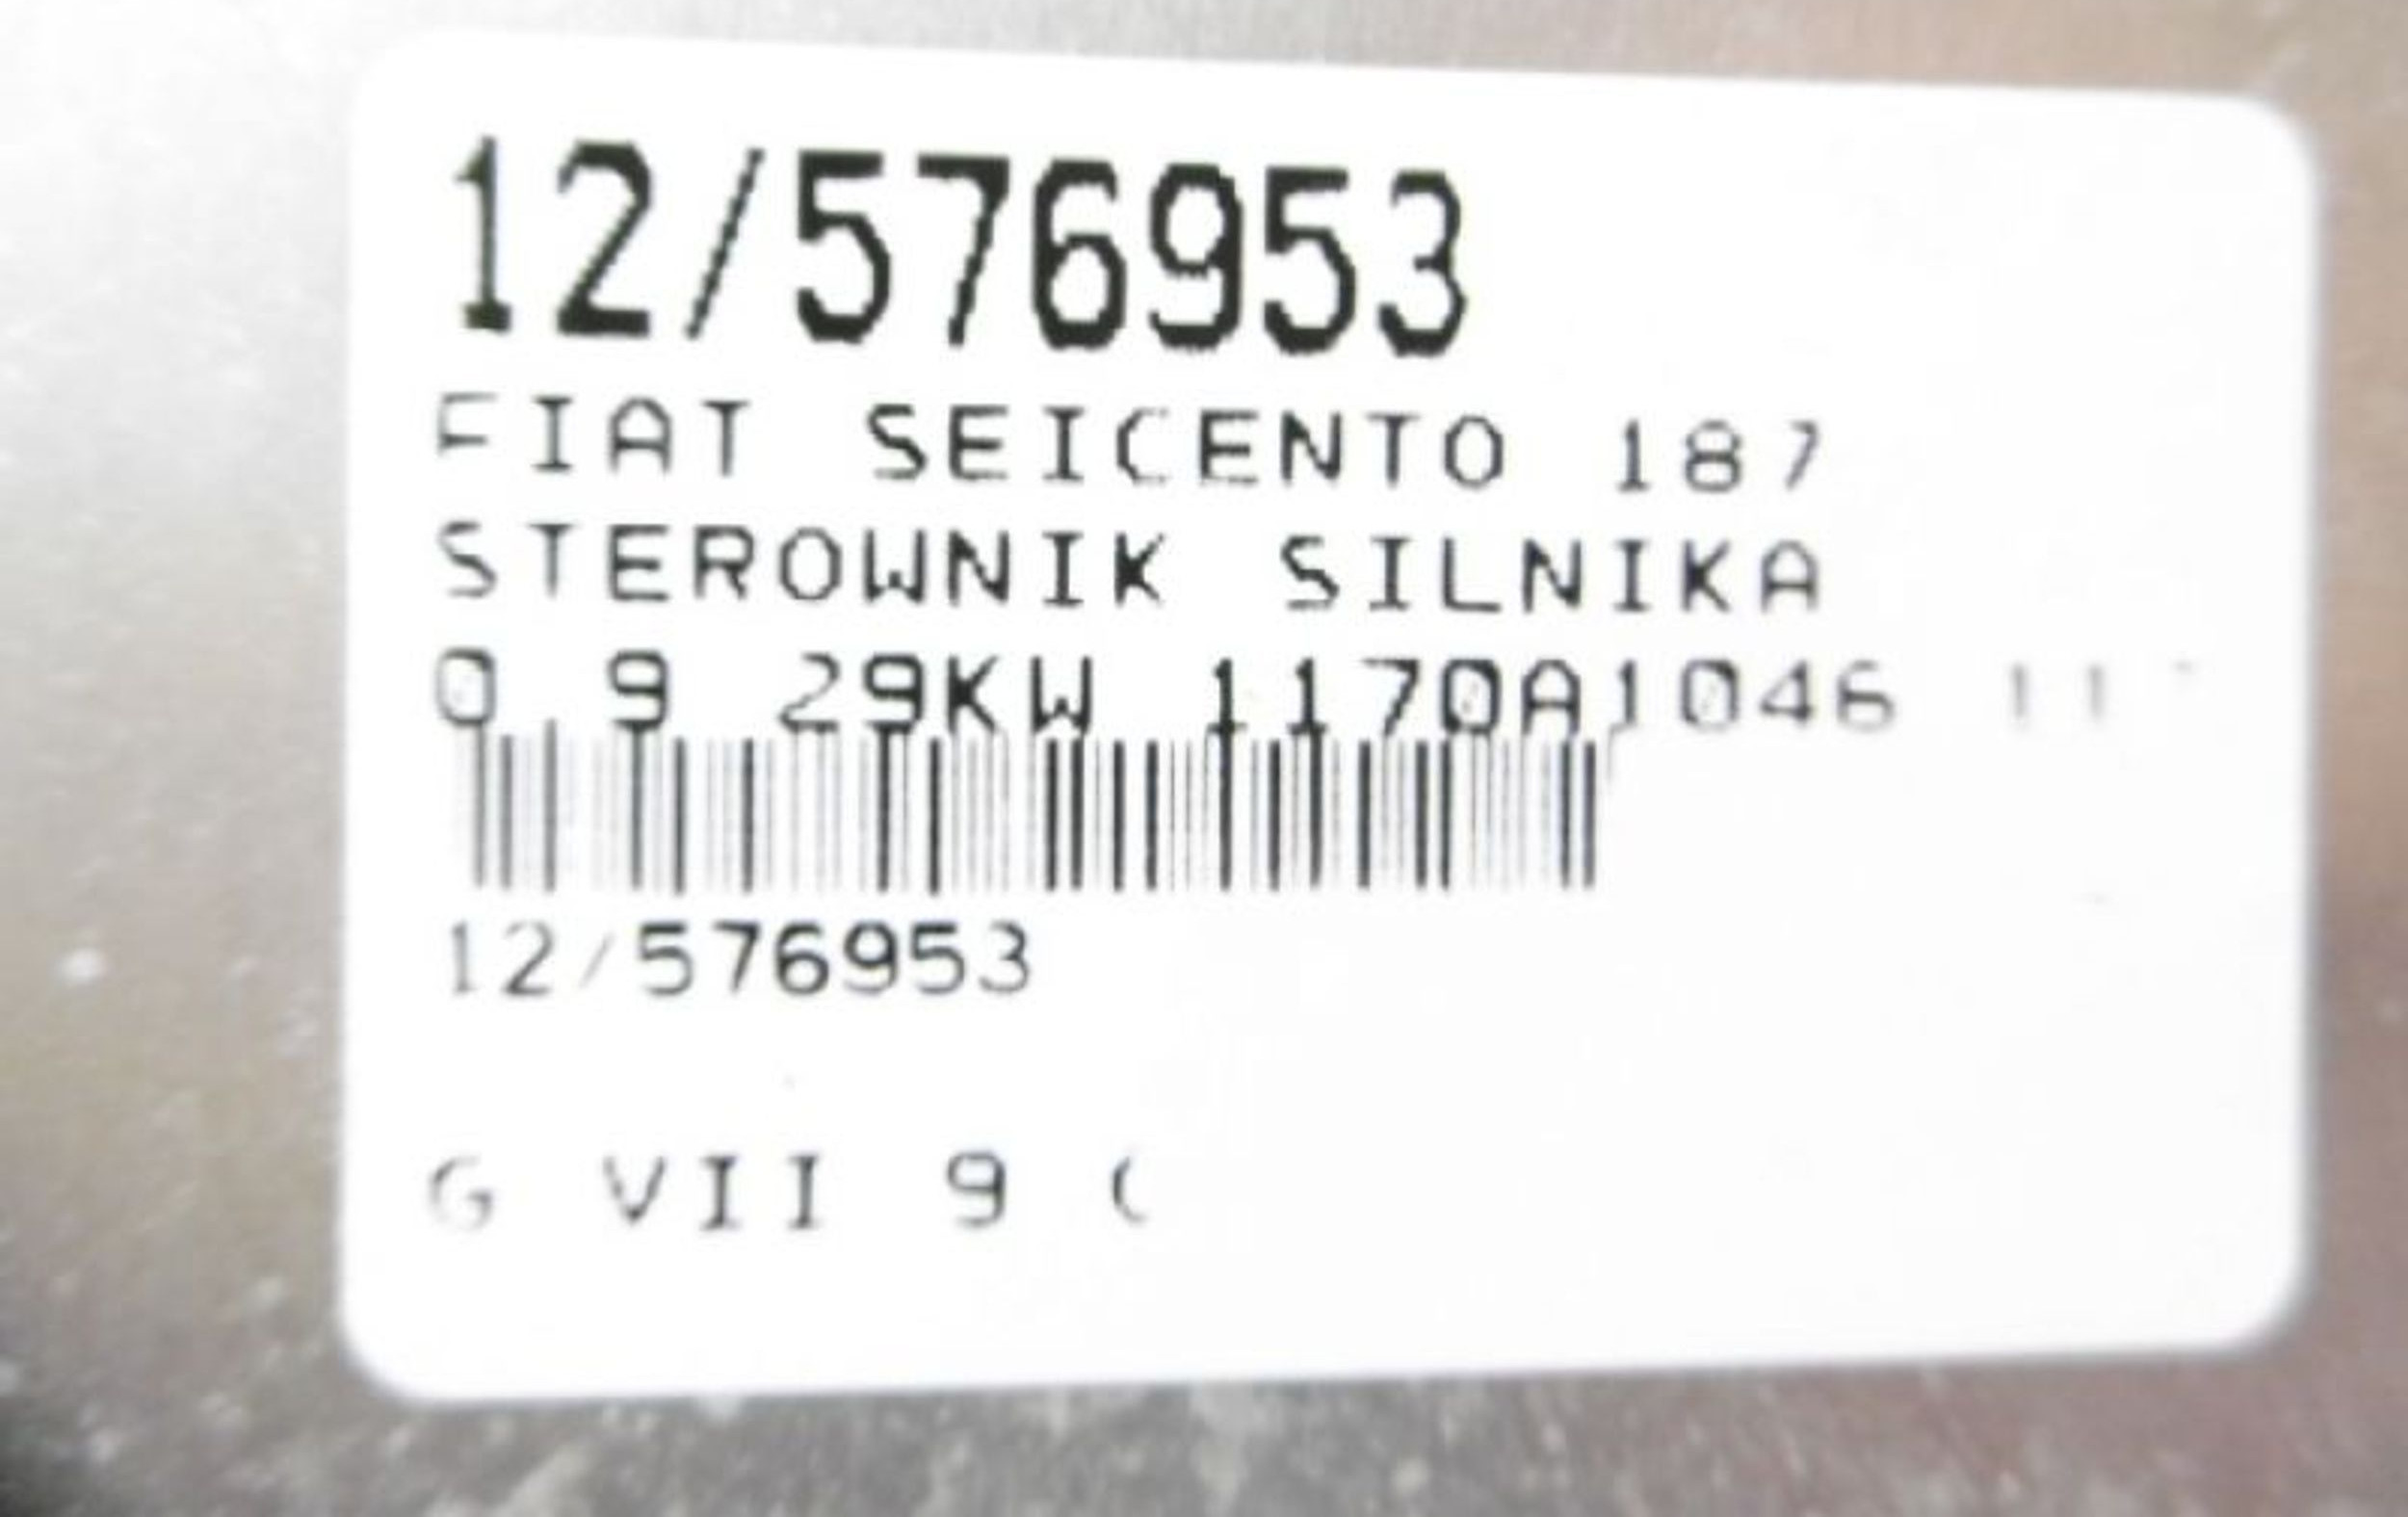 12/576953
FIAT SEICENTO 187
STEROWNIK SILNIKA
0 9 29KW 1170A1046
12/576953
G VII 9